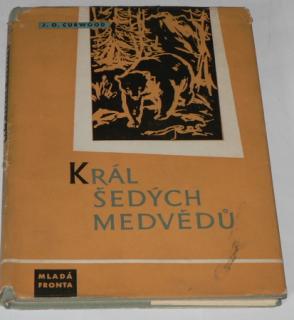 J. O. CURWOOD
KRÁL
ŠEDÝCH
MEDVĚDŮ
MLADÁ
FRONTA